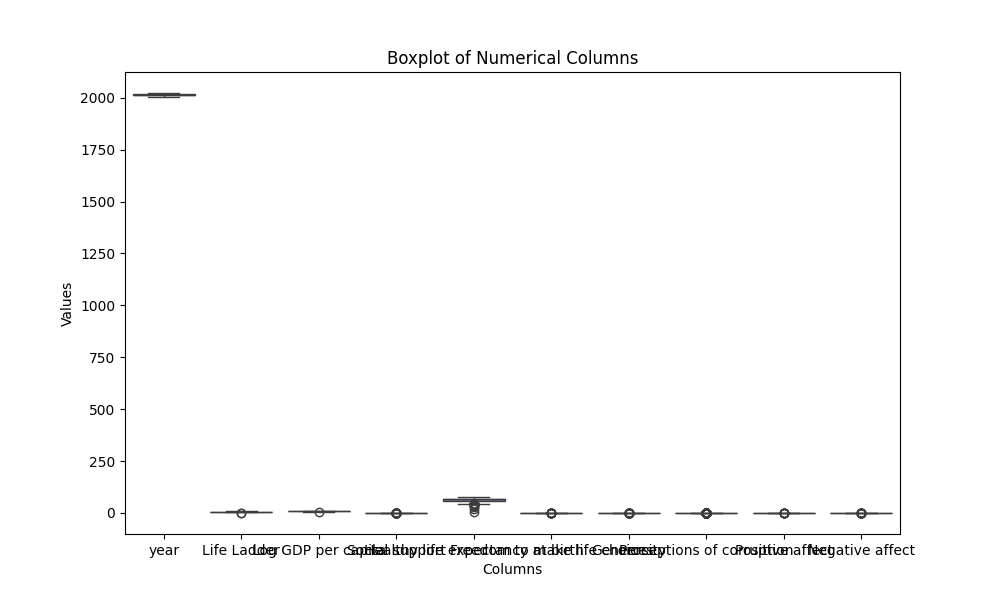 Boxplot of Numerical Columns
Values
2000
1750
1500
1250
1000
750
500
250
0
year
Life Ladder
Log GDP per capita
Social support
Healthy life expectancy at birth
Freedom to make life choices
Generosity
Perceptions of corruption
Positive affect
Negative affect
Columns